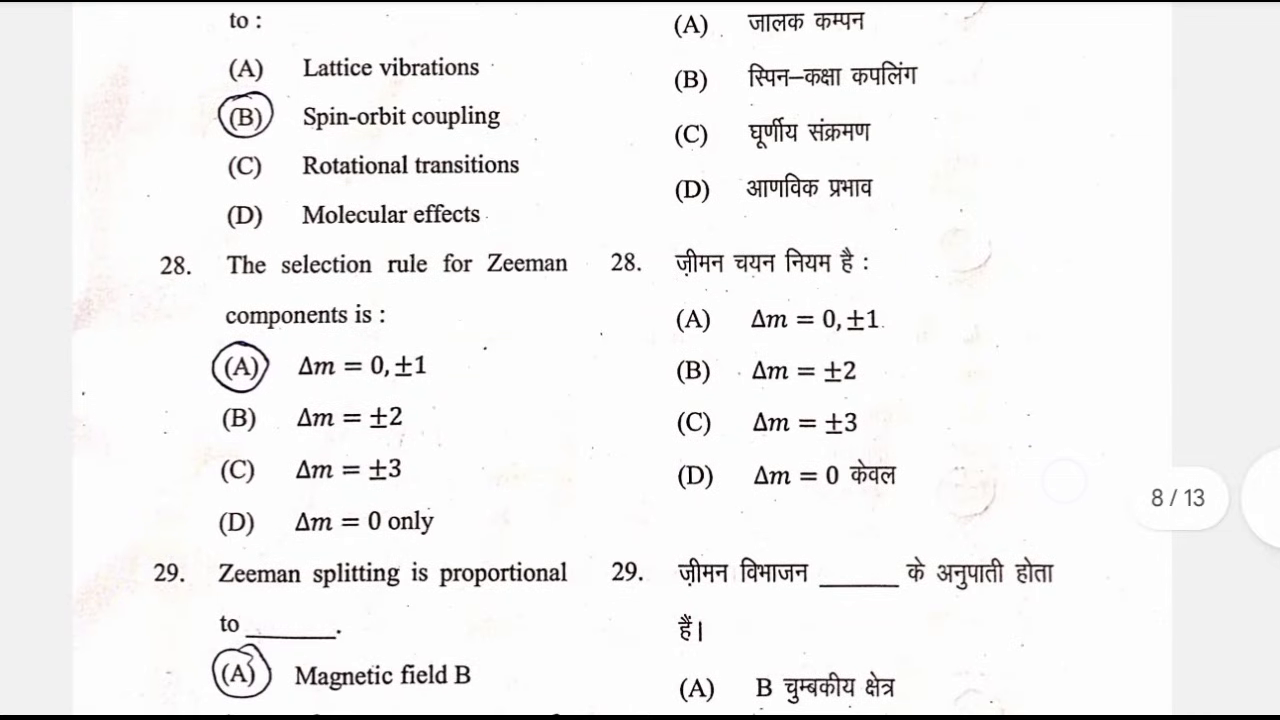 to :
(A) Lattice vibrations
(B) Spin-orbit coupling
(C) Rotational transitions
(D) Molecular effects
28. The selection rule for Zeeman
components is :
(A) Δm = 0, ±1
(B) Δm = ±2
(C) Δm = ±3
(D) Δm = 0 only
29. Zeeman splitting is proportional
to ______.
(A) Magnetic field B
(A) जालक कम्पन
(B) स्पिन–कक्षा कपलिंग
(C) घूर्णीय संक्रमण
(D) आणविक प्रभाव
28. ज़ीमन चयन नियम है :
(A) Δm = 0, ±1
(B) Δm = ±2
(C) Δm = ±3
(D) Δm = 0 केवल
29. ज़ीमन विभाजन ______ के अनुपाती होता
हैं।
(A) B चुम्बकीय क्षेत्र
8 / 13